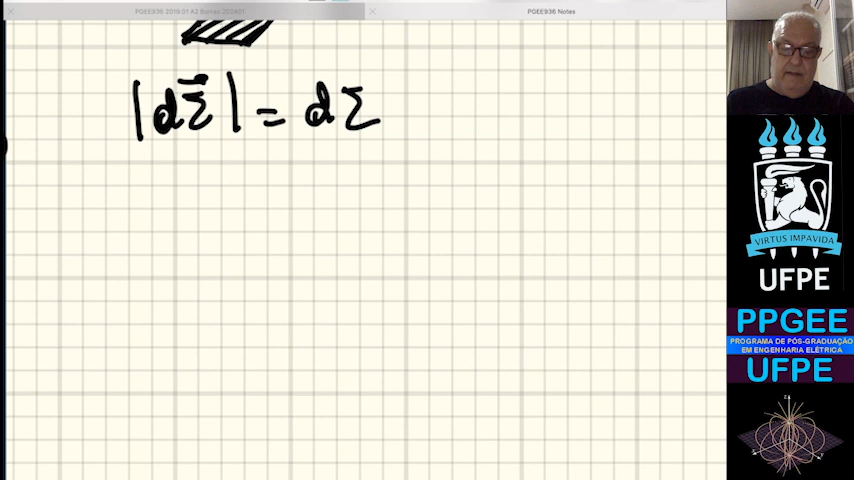 PGEE936 2019.01 A2 Baixas 202401
PGEE936 Notes
|dΣ̄| = dΣ
VIRTUS IMPAVIDA
UFPE
PPGEE
PROGRAMA DE PÓS-GRADUAÇÃO
EM ENGENHARIA ELÉTRICA
UFPE